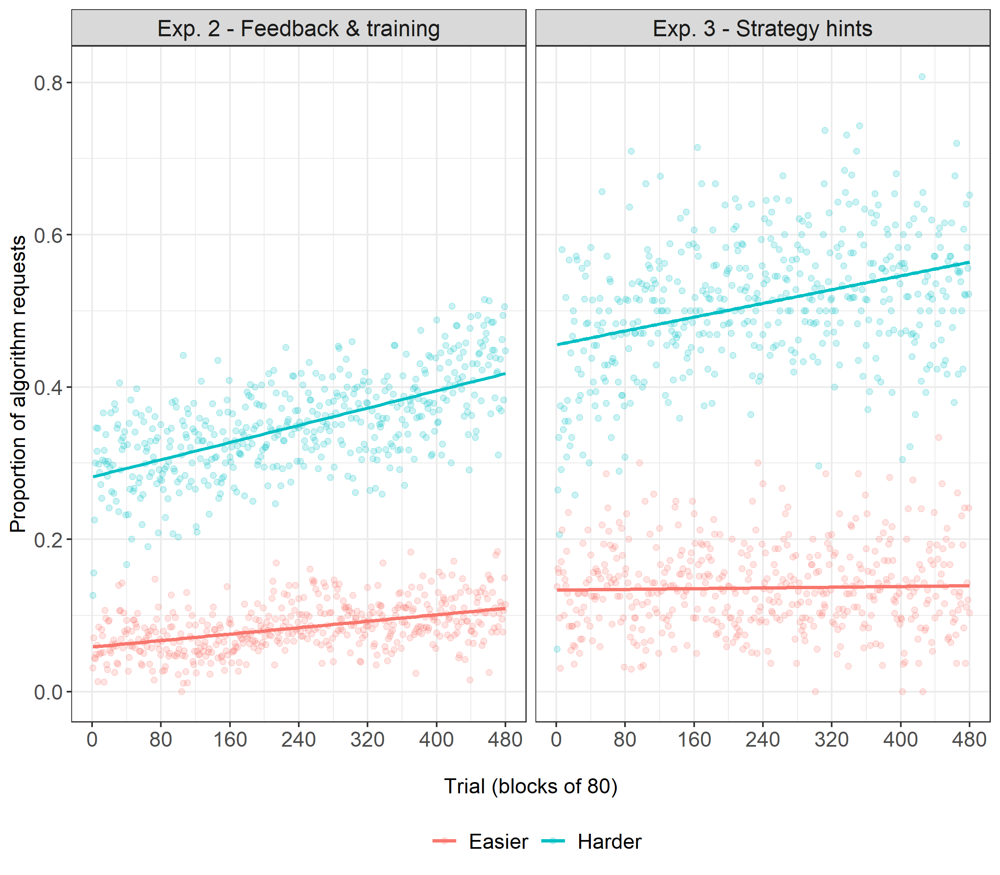 Exp. 2 - Feedback & training
Exp. 3 - Strategy hints
Proportion of algorithm requests
0.8
0.6
0.4
0.2
0.0
0 80 160 240 320 400 480
0 80 160 240 320 400 480
Trial (blocks of 80)
Easier Harder